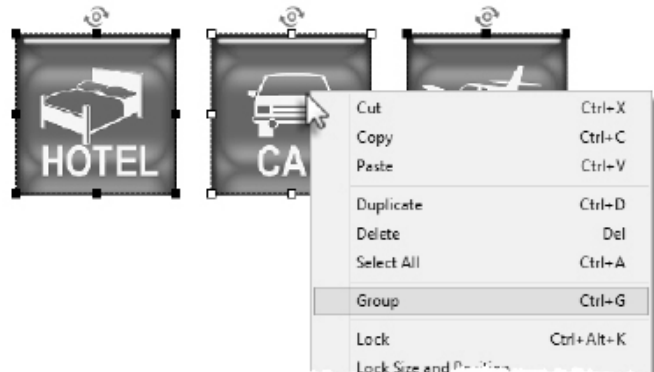 HOTEL
CA
Cut Ctrl+X
Copy Ctrl+C
Paste Ctrl+V
Duplicate Ctrl+D
Delete Del
Select All Ctrl+A
Group Ctrl+G
Lock Ctrl+Alt+K
Lock Size and